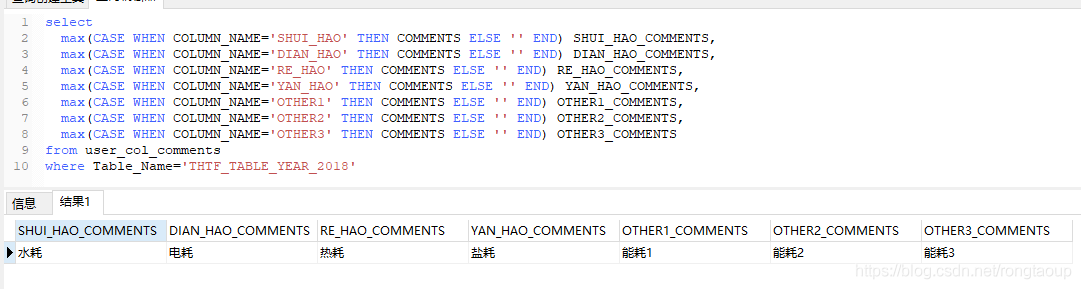 1 select
2 max(CASE WHEN COLUMN_NAME='SHUI_HAO' THEN COMMENTS ELSE '' END) SHUI_HAO_COMMENTS,
3 max(CASE WHEN COLUMN_NAME='DIAN_HAO' THEN COMMENTS ELSE '' END) DIAN_HAO_COMMENTS,
4 max(CASE WHEN COLUMN_NAME='RE_HAO' THEN COMMENTS ELSE '' END) RE_HAO_COMMENTS,
5 max(CASE WHEN COLUMN_NAME='YAN_HAO' THEN COMMENTS ELSE '' END) YAN_HAO_COMMENTS,
6 max(CASE WHEN COLUMN_NAME='OTHER1' THEN COMMENTS ELSE '' END) OTHER1_COMMENTS,
7 max(CASE WHEN COLUMN_NAME='OTHER2' THEN COMMENTS ELSE '' END) OTHER2_COMMENTS,
8 max(CASE WHEN COLUMN_NAME='OTHER3' THEN COMMENTS ELSE '' END) OTHER3_COMMENTS
9 from user_col_comments
10 where Table_Name='THTF_TABLE_YEAR_2018'
信息 结果1
SHUI_HAO_COMMENTS DIAN_HAO_COMMENTS RE_HAO_COMMENTS YAN_HAO_COMMENTS OTHER1_COMMENTS OTHER2_COMMENTS OTHER3_COMMENTS
水耗 电耗 热耗 盐耗 能耗1 能耗2 能耗3
https://blog.csdn.net/rongtaoup